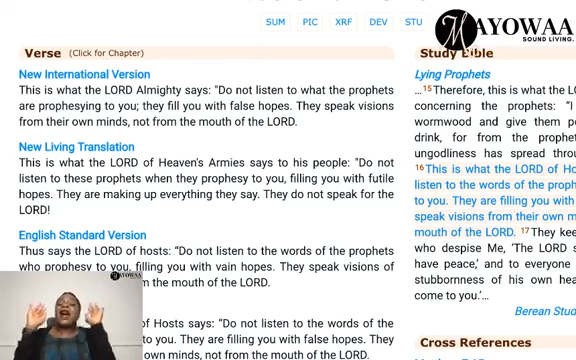 SUM PIC XRF DEV STU
MAYOWAA
SOUND LIVING.
Verse (Click for Chapter)
New International Version
This is what the LORD Almighty says: "Do not listen to what the prophets
are prophesying to you; they fill you with false hopes. They speak visions
from their own minds, not from the mouth of the LORD.
New Living Translation
This is what the LORD of Heaven's Armies says to his people: "Do not
listen to these prophets when they prophesy to you, filling you with futile
hopes. They are making up everything they say. They do not speak for the
LORD!
English Standard Version
Thus says the LORD of hosts: “Do not listen to the words of the prophets
who prophesy to you, filling you with vain hopes. They speak visions of
the mouth of the LORD.
MAYOWAA
of Hosts says: “Do not listen to the words of the
to you. They are filling you with false hopes. They
own minds, not from the mouth of the LORD.
Study Bible
Lying Prophets
…15 Therefore, this is what the LO
concerning the prophets: “I
wormwood and give them po
drink, for from the prophet
ungodliness has spread throu
16 This is what the LORD of Ho
listen to the words of the proph
to you. They are filling you with
speak visions from their own m
mouth of the LORD. 17 They kee
who despise Me, ‘The LORD s
have peace,’ and to everyone
stubbornness of his own hea
come to you.’…
Berean Stud
Cross References